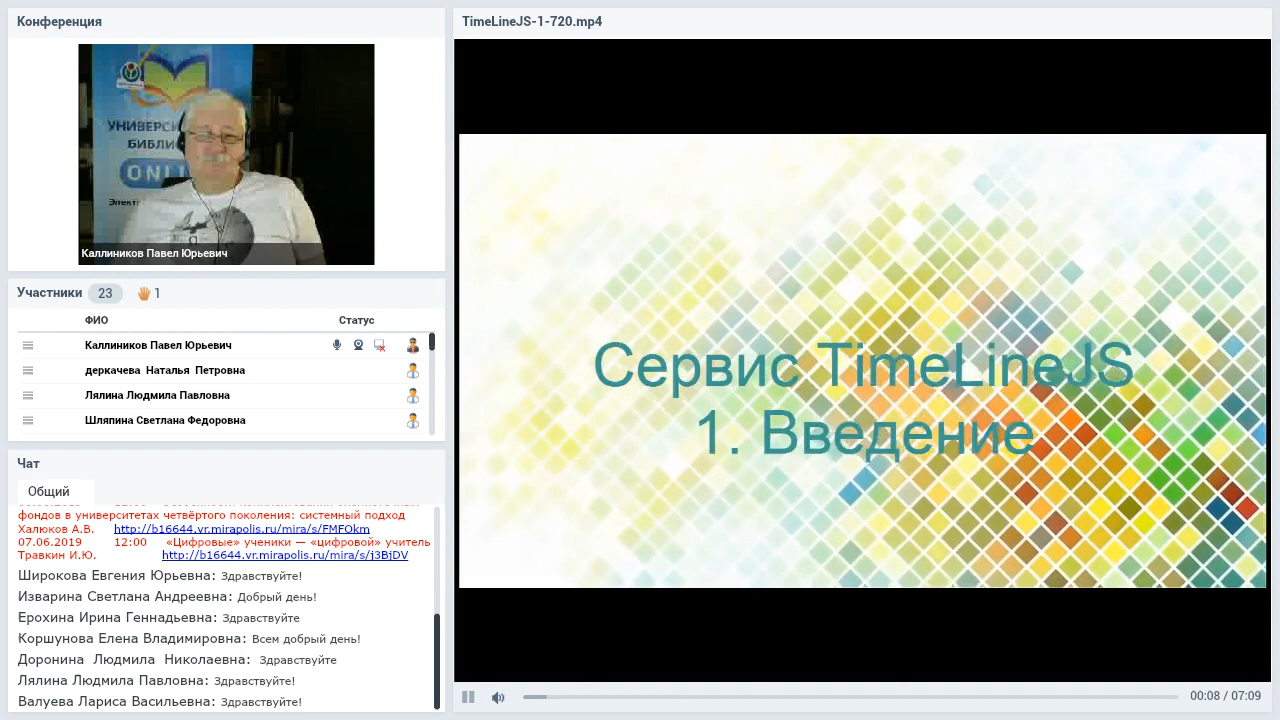 Конференция
УНИВЕРСИ
БИБЛИ
ONLI
Элект
Каллиников Павел Юрьевич
Участники 23 1
ФИО Статус
Каллиников Павел Юрьевич
деркачева Наталья Петровна
Лялина Людмила Павловна
Шляпина Светлана Федоровна
Чат
Общий
фондов в университетах четвёртого поколения: системный подход
Халюков А.В. http://b16644.vr.mirapolis.ru/mira/s/FMFOkm
07.06.2019 12:00 «Цифровые» ученики — «цифровой» учитель
Травкин И.Ю. http://b16644.vr.mirapolis.ru/mira/s/j3BjDV
Широкова Евгения Юрьевна: Здравствуйте!
Изварина Светлана Андреевна: Добрый день!
Ерохина Ирина Геннадьевна: Здравствуйте
Коршунова Елена Владимировна: Всем добрый день!
Доронина Людмила Николаевна: Здравствуйте
Лялина Людмила Павловна: Здравствуйте!
Валуева Лариса Васильевна: Здравствуйте!
TimeLineJS-1-720.mp4
Сервис TimeLineJS
1. Введение
00:08 / 07:09